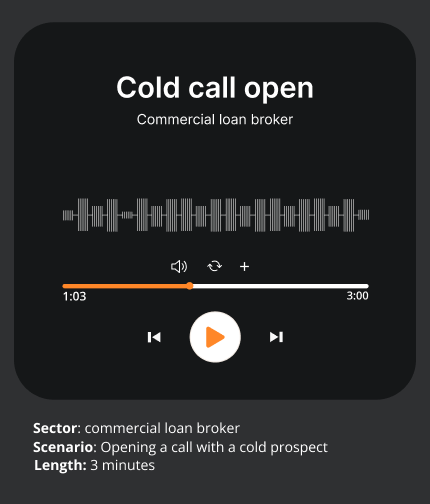 Cold call open
Commercial loan broker
1:03 3:00
Sector: commercial loan broker
Scenario: Opening a call with a cold prospect
Length: 3 minutes